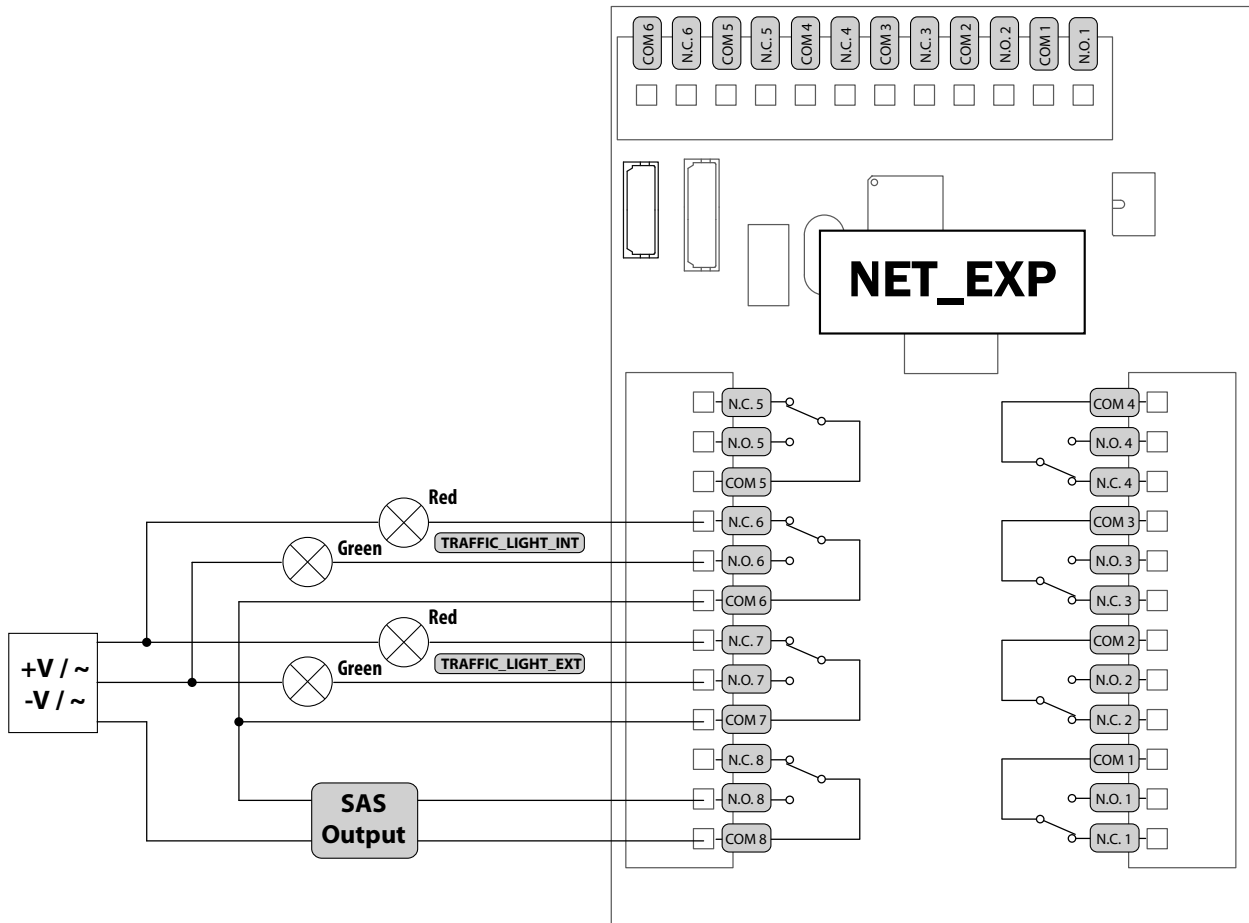 COM 6
N.C. 6
COM 5
N.C. 5
COM 4
N.C. 4
COM 3
N.C. 3
COM 2
N.O. 2
COM 1
N.O. 1
NET_EXP
N.C. 5
N.O. 5
COM 5
N.C. 6
N.O. 6
COM 6
N.C. 7
N.O. 7
COM 7
N.C. 8
N.O. 8
COM 8
COM 4
N.O. 4
N.C. 4
COM 3
N.O. 3
N.C. 3
COM 2
N.O. 2
N.C. 2
COM 1
N.O. 1
N.C. 1
Red
TRAFFIC_LIGHT_INT
Green
Red
TRAFFIC_LIGHT_EXT
Green
+V / ~
-V / ~
SAS
Output